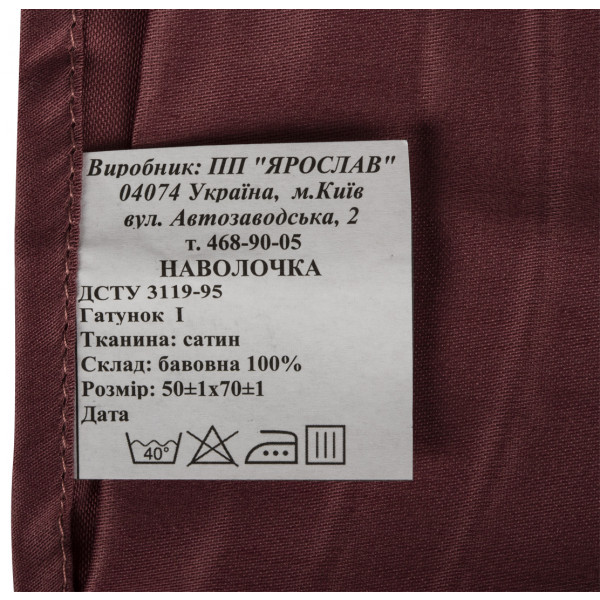 Виробник: ПП "ЯРОСЛАВ"
04074 Україна, м.Київ
вул. Автозаводська, 2
т. 468-90-05
НАВОЛОЧКА
ДСТУ 3119-95
Гатунок I
Тканина: сатин
Склад: бавовна 100%
Розмір: 50±1х70±1
Дата
40°